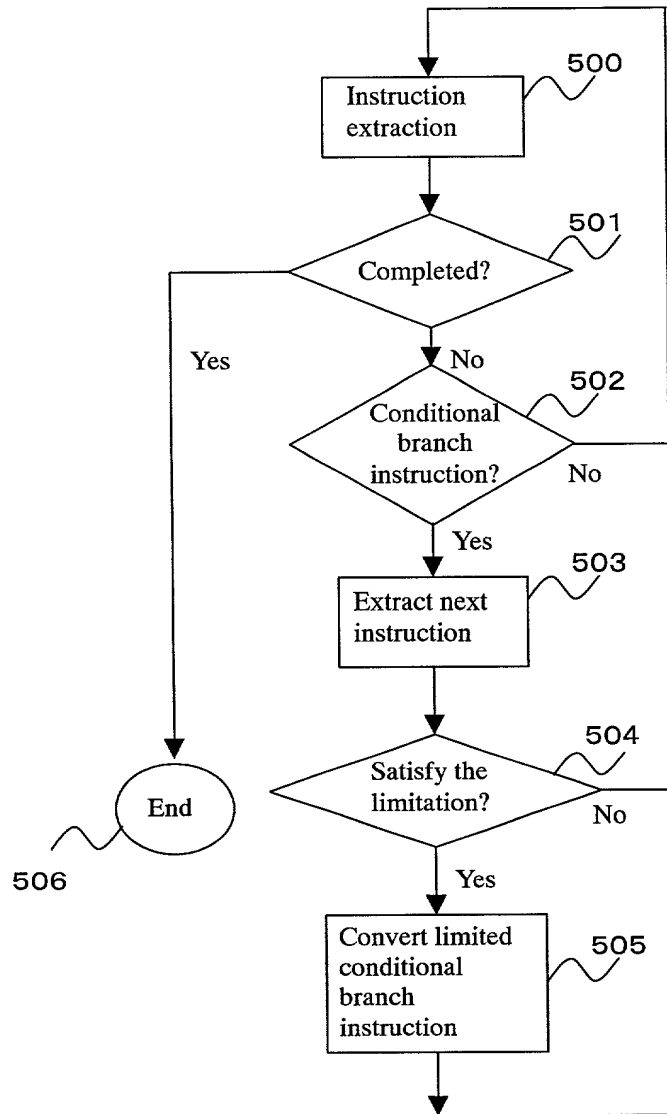 500
Instruction
extraction
501
Completed?
Yes
No
502
Conditional
branch
instruction?
No
Yes
503
Extract next
instruction
504
Satisfy the
limitation?
No
End
506
Yes
Convert limited
conditional
branch
instruction
505